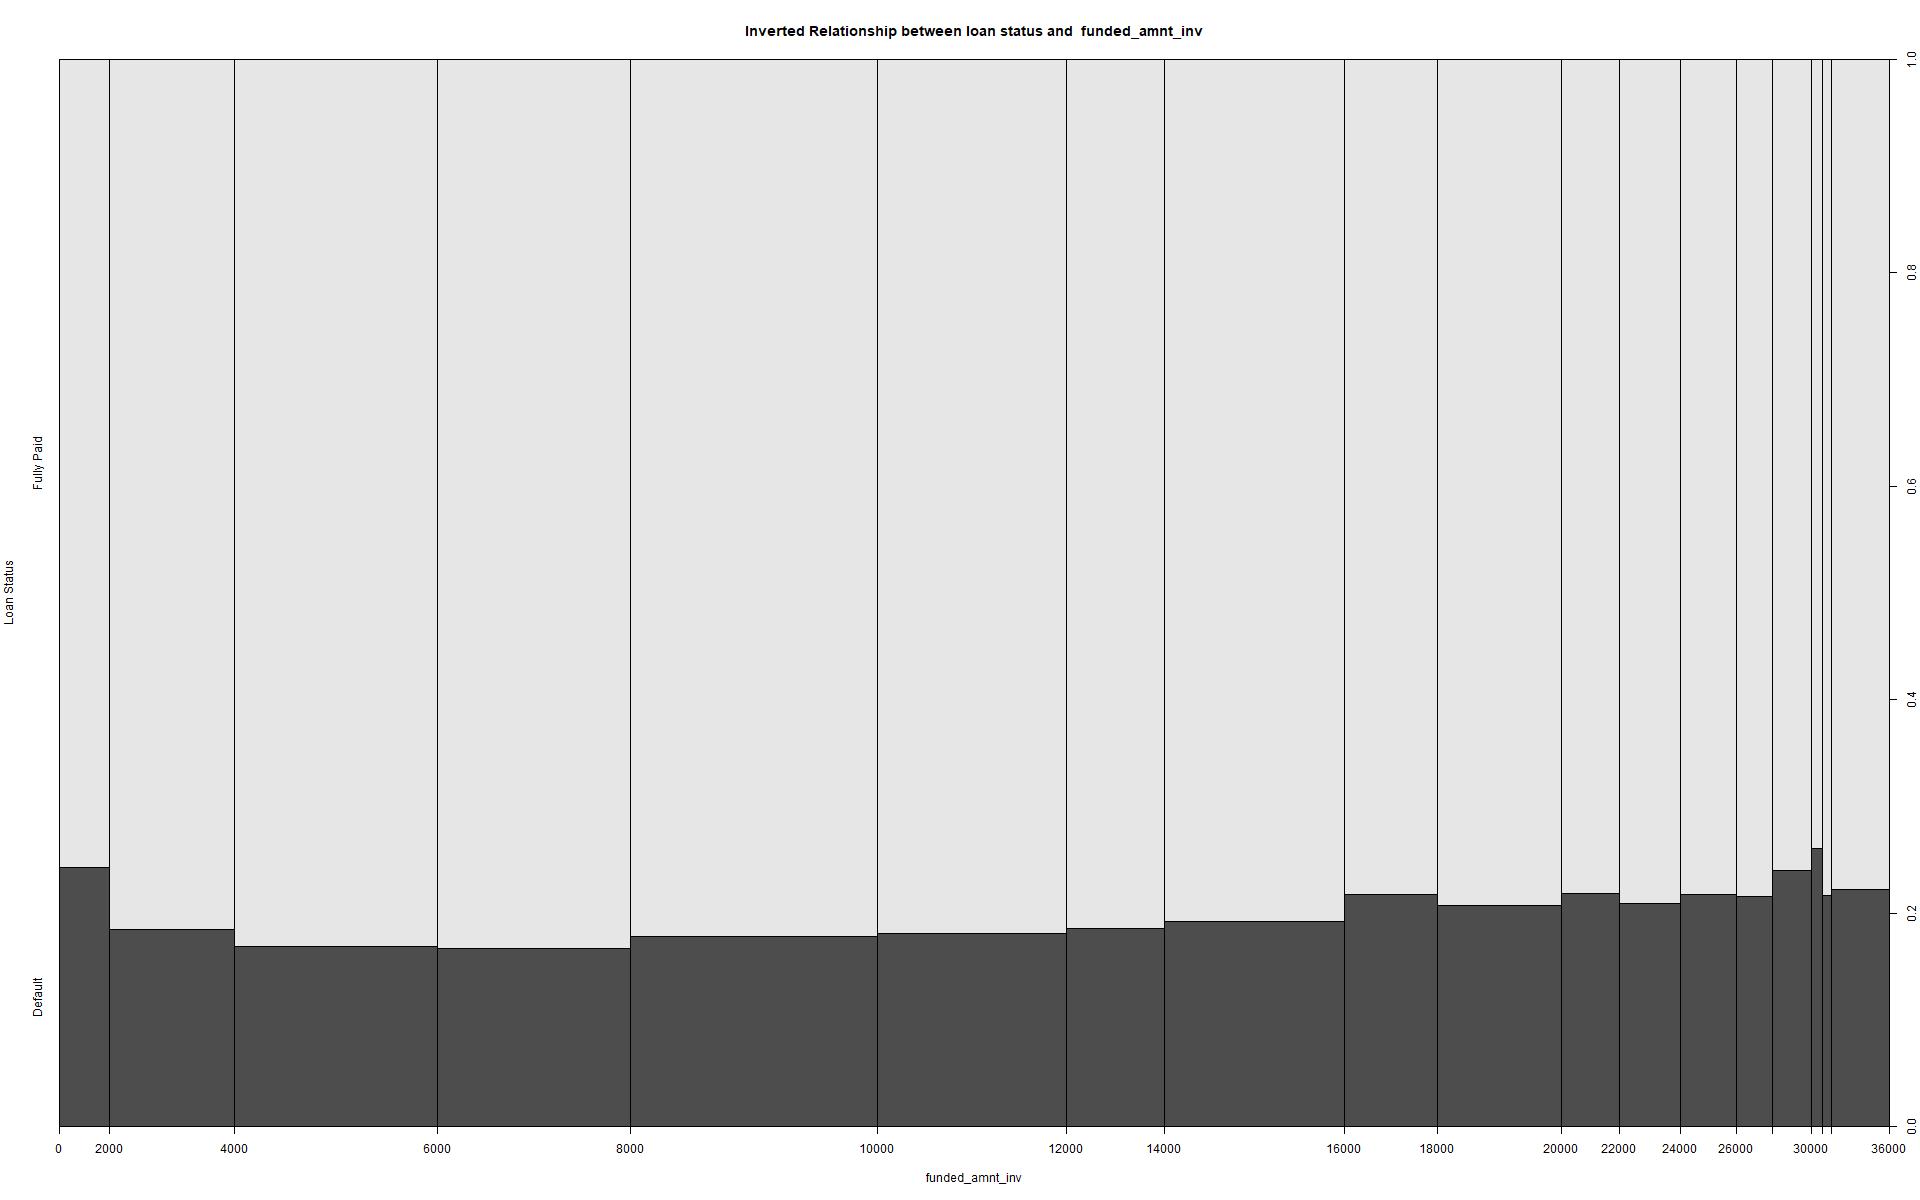 Inverted Relationship between loan status and  funded_amnt_inv
Loan Status
Fully Paid
Default
1.0
0.8
0.6
0.4
0.2
0.0
0 2000 4000 6000 8000 10000 12000 14000 16000 18000 20000 22000 24000 26000 30000 36000
funded_amnt_inv